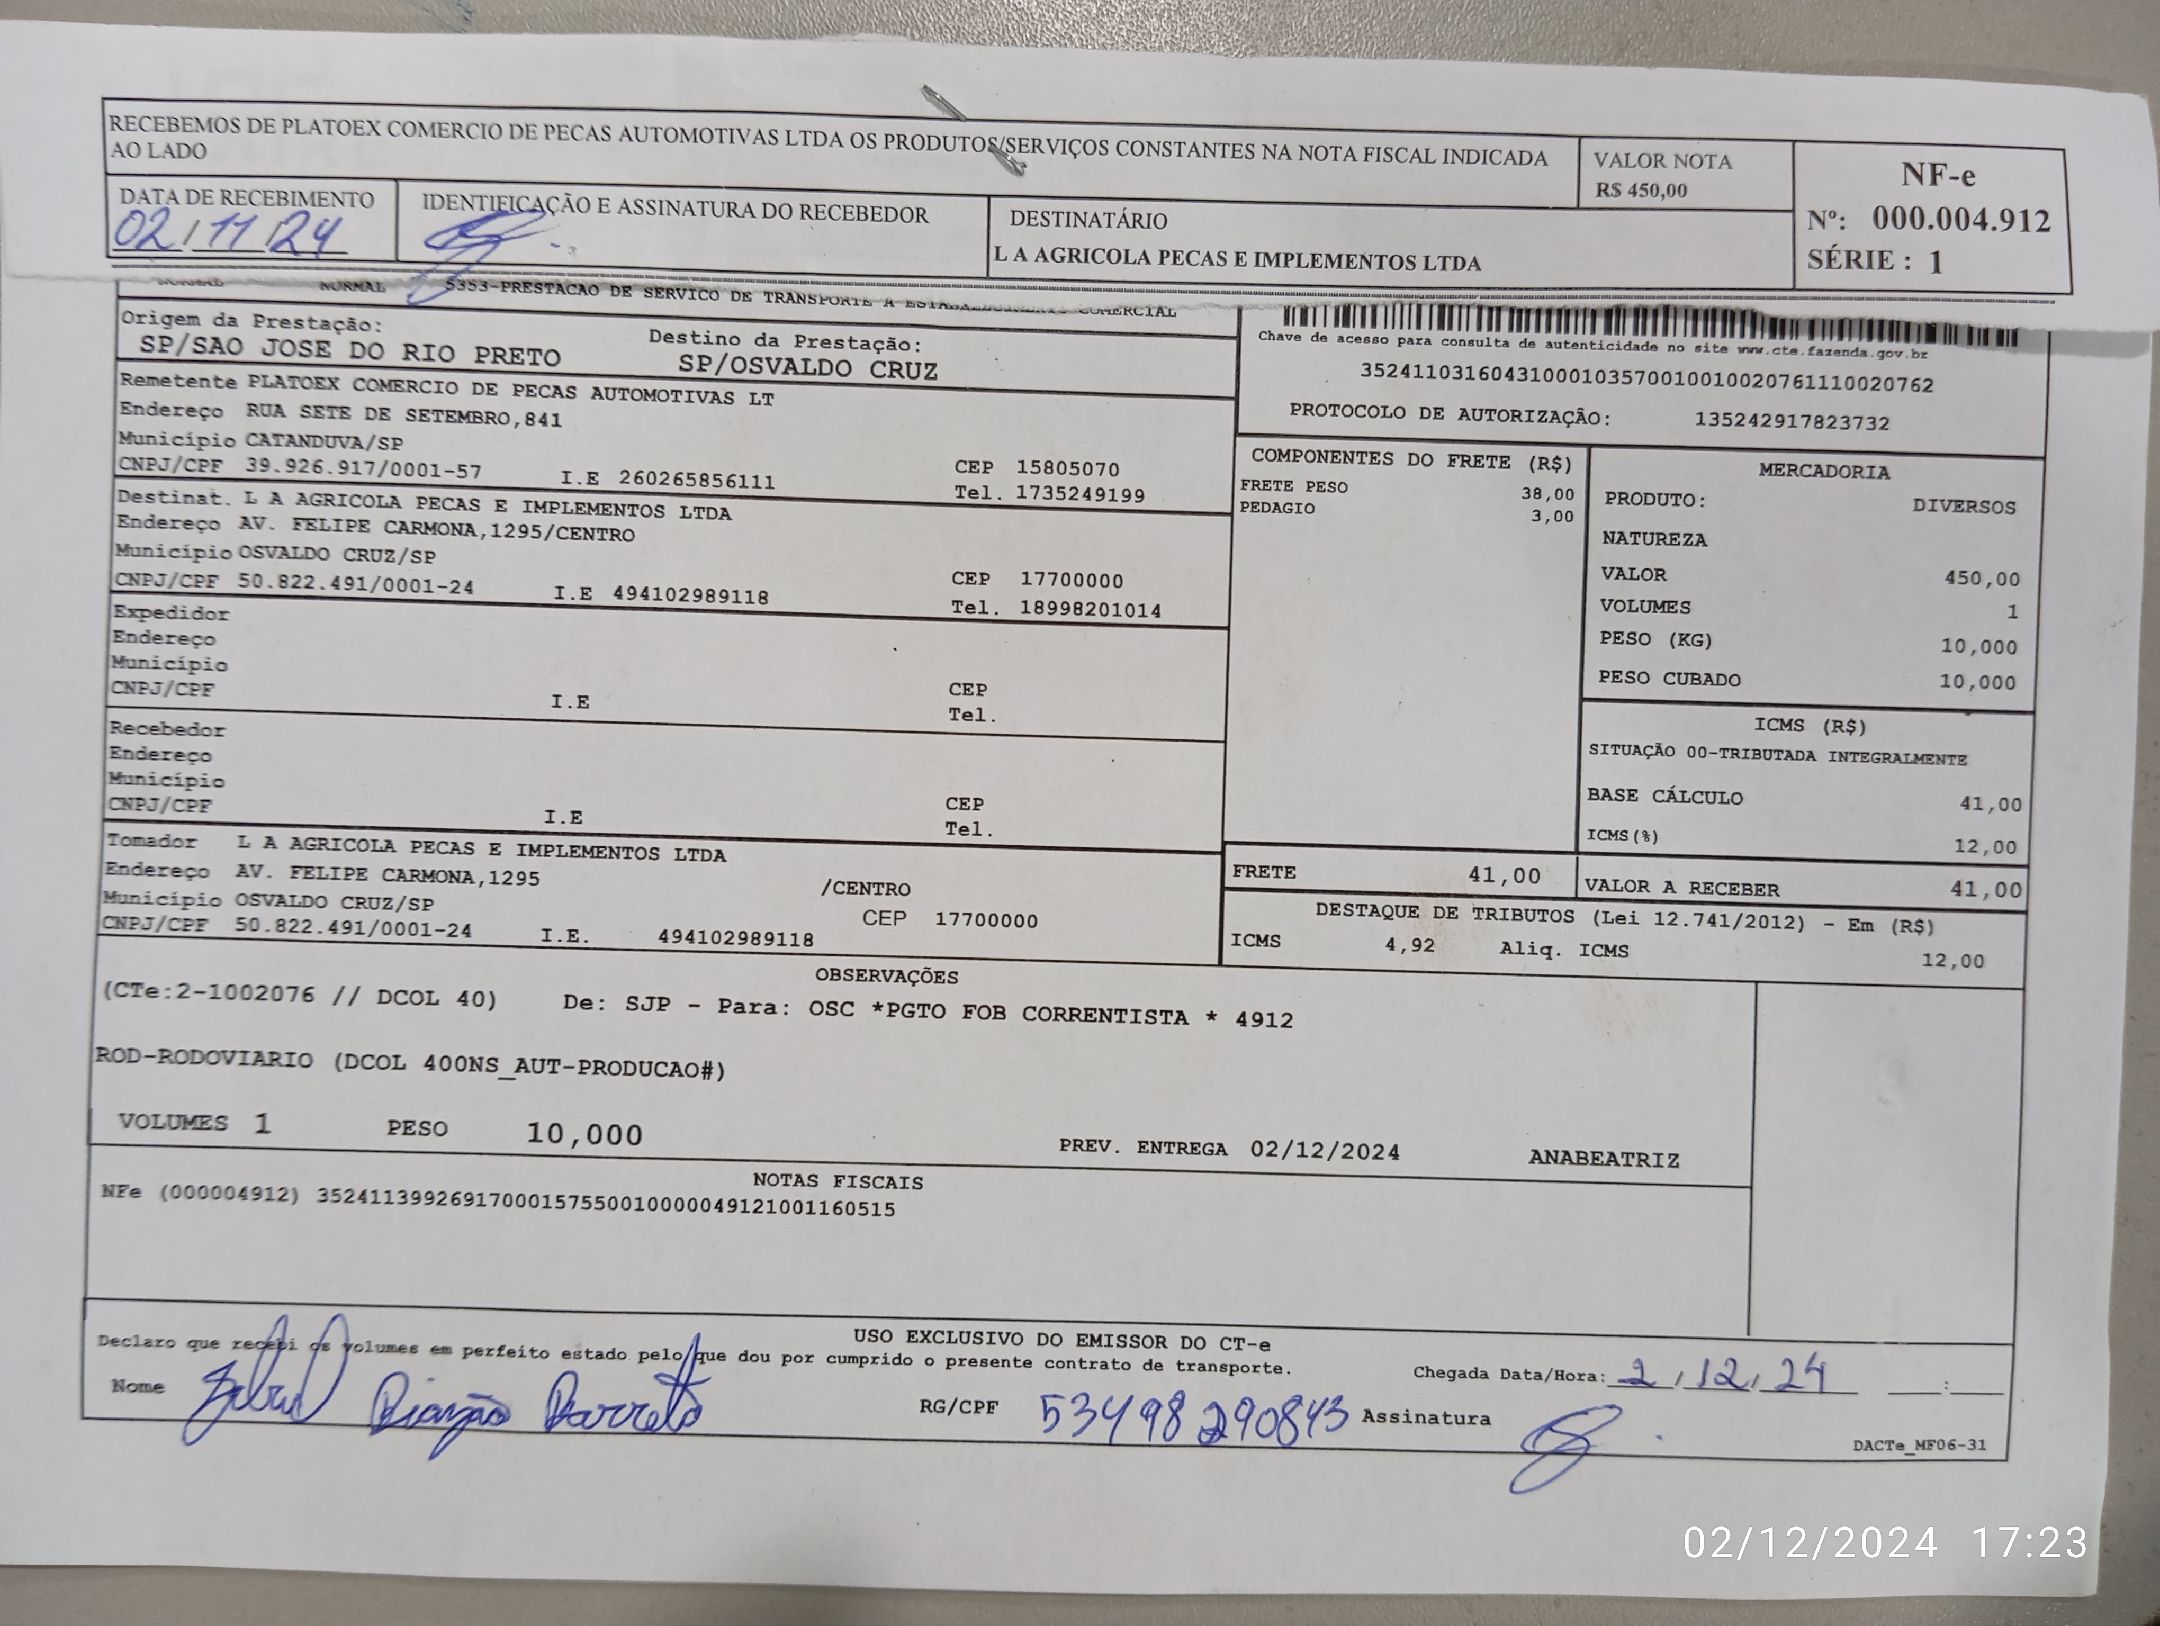 RECEBEMOS DE PLATOEX COMERCIO DE PECAS AUTOMOTIVAS LTDA OS PRODUTOS/SERVIÇOS CONSTANTES NA NOTA FISCAL INDICADA
AO LADO
VALOR NOTA
R$ 450,00
NF-e
Nº: 000.004.912
SÉRIE : 1
DATA DE RECEBIMENTO
02/11/24
IDENTIFICAÇÃO E ASSINATURA DO RECEBEDOR
DESTINATÁRIO
L A AGRICOLA PECAS E IMPLEMENTOS LTDA
NORMAL NORMAL 5353-PRESTACAO DE SERVICO DE TRANSPORTE A ESTABELECIMENTO COMERCIAL
Origem da Prestação:
SP/SAO JOSE DO RIO PRETO
Destino da Prestação:
SP/OSVALDO CRUZ
Chave de acesso para consulta de autenticidade no site www.cte.fazenda.gov.br
35241103160431000103570010010020761110020762
PROTOCOLO DE AUTORIZAÇÃO: 135242917823732
Remetente PLATOEX COMERCIO DE PECAS AUTOMOTIVAS LT
Endereço RUA SETE DE SETEMBRO,841
Município CATANDUVA/SP
CNPJ/CPF 39.926.917/0001-57 I.E 260265856111
CEP 15805070
Tel. 1735249199
Destinat. L A AGRICOLA PECAS E IMPLEMENTOS LTDA
Endereço AV. FELIPE CARMONA,1295/CENTRO
Município OSVALDO CRUZ/SP
CNPJ/CPF 50.822.491/0001-24 I.E 494102989118
CEP 17700000
Tel. 18998201014
Expedidor
Endereço
Município
CNPJ/CPF I.E
CEP
Tel.
Recebedor
Endereço
Município
CNPJ/CPF I.E
CEP
Tel.
Tomador L A AGRICOLA PECAS E IMPLEMENTOS LTDA
Endereço AV. FELIPE CARMONA,1295 /CENTRO
Município OSVALDO CRUZ/SP CEP 17700000
CNPJ/CPF 50.822.491/0001-24 I.E. 494102989118
COMPONENTES DO FRETE (R$)
FRETE PESO 38,00
PEDAGIO 3,00
MERCADORIA
PRODUTO: DIVERSOS
NATUREZA
VALOR 450,00
VOLUMES 1
PESO (KG) 10,000
PESO CUBADO 10,000
ICMS (R$)
SITUAÇÃO 00-TRIBUTADA INTEGRALMENTE
BASE CÁLCULO 41,00
ICMS(%) 12,00
FRETE 41,00
VALOR A RECEBER 41,00
DESTAQUE DE TRIBUTOS (Lei 12.741/2012) - Em (R$)
ICMS 4,92 Aliq. ICMS 12,00
OBSERVAÇÕES
(CTe:2-1002076 // DCOL 40) De: SJP - Para: OSC *PGTO FOB CORRENTISTA * 4912
ROD-RODOVIARIO (DCOL 400NS_AUT-PRODUCAO#)
VOLUMES 1 PESO 10,000 PREV. ENTREGA 02/12/2024 ANABEATRIZ
NOTAS FISCAIS
NFe (000004912) 35241139926917000157550010000049121001160515
USO EXCLUSIVO DO EMISSOR DO CT-e
Declaro que recebi os volumes em perfeito estado pelo que dou por cumprido o presente contrato de transporte.
Chegada Data/Hora: 2/12/24 __:__
Nome Barreto
RG/CPF 53498290843
Assinatura
DACTe_MF06-31
02/12/2024 17:23